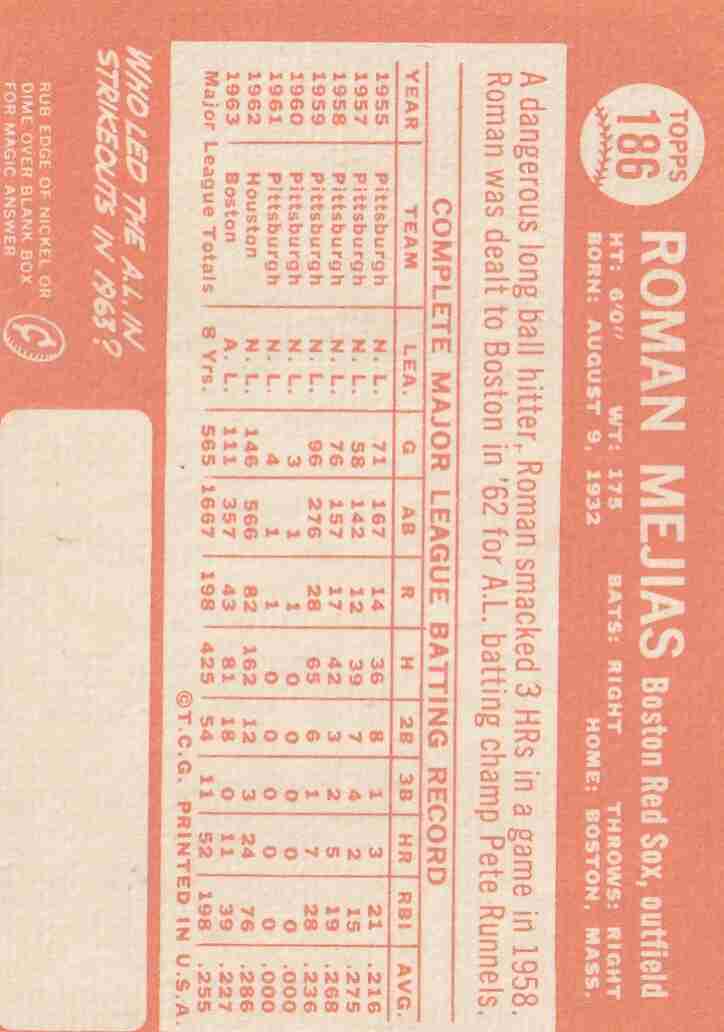 TOPPS
186
ROMAN MEJIAS Boston Red Sox, outfield
HT: 6'0" WT: 175 BATS: RIGHT THROWS: RIGHT
BORN: AUGUST 9, 1932 HOME: BOSTON, MASS.
A dangerous long ball hitter, Roman smacked 3 HRs in a game in 1958.
Roman was dealt to Boston in '62 for A.L. batting champ Pete Runnels.
COMPLETE MAJOR LEAGUE BATTING RECORD
YEAR TEAM LEA. G AB R H 2B 3B HR RBI AVG.
1955 Pittsburgh N.L. 71 167 14 36 8 1 3 21 .216
1957 Pittsburgh N.L. 58 142 12 39 7 4 2 15 .275
1958 Pittsburgh N.L. 76 157 17 42 3 2 5 19 .268
1959 Pittsburgh N.L. 96 276 28 65 6 1 7 28 .236
1960 Pittsburgh N.L. 3 1 1 0 0 0 0 0 .000
1961 Pittsburgh N.L. 4 1 1 0 0 0 0 0 .000
1962 Houston N.L. 146 566 82 162 12 3 24 76 .286
1963 Boston A.L. 111 357 43 81 18 0 11 39 .227
Major League Totals 8 Yrs. 565 1667 198 425 54 11 52 198 .255
©T.C.G. PRINTED IN U.S.A.
WHO LED THE A.L. IN
STRIKEOUTS IN 1963?
RUB EDGE OF NICKEL OR
DIME OVER BLANK BOX
FOR MAGIC ANSWER